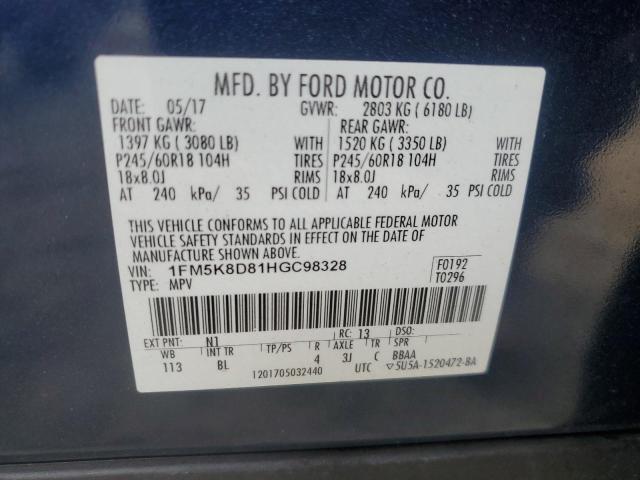 MFD. BY FORD MOTOR CO.
DATE: 05/17 GVWR: 2803 KG ( 6180 LB)
FRONT GAWR: REAR GAWR:
1397 KG ( 3080 LB) WITH 1520 KG ( 3350 LB) WITH
P245/60R18 104H TIRES P245/60R18 104H TIRES
18x8.0J RIMS 18x8.0J RIMS
AT 240 kPa/ 35 PSI COLD AT 240 kPa/ 35 PSI COLD
THIS VEHICLE CONFORMS TO ALL APPLICABLE FEDERAL MOTOR
VEHICLE SAFETY STANDARDS IN EFFECT ON THE DATE OF
MANUFACTURE SHOWN ABOVE.
VIN: 1FM5K8D81HGC98328 F0192
TYPE: MPV T0296
EXT PNT: N1 RC: 13 DSO:
WB INT TR TP/PS R AXLE TR SPR
113 BL 4 3J C BBAA
1201705032440 UTC ▽5U5A-1520472-BA